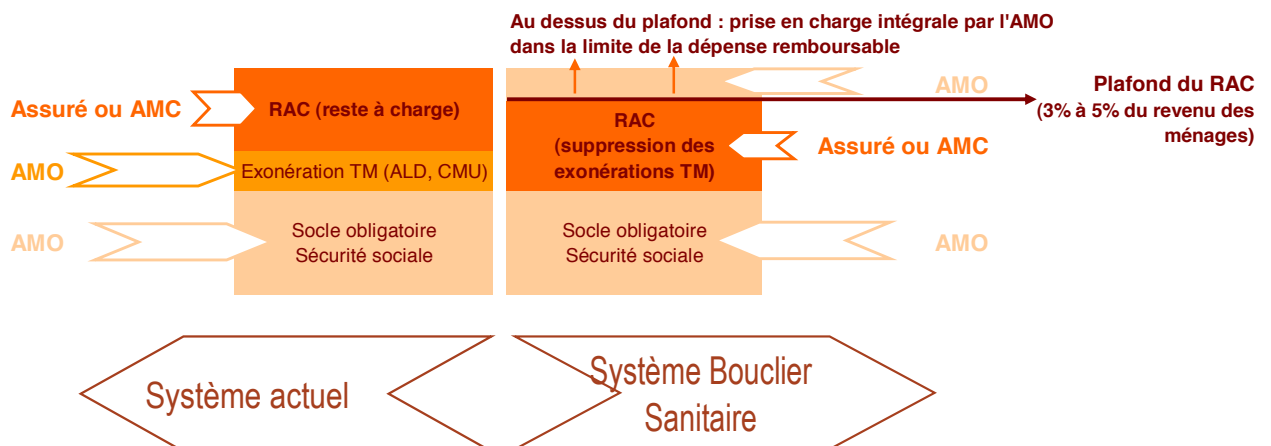 Au dessus du plafond : prise en charge intégrale par l'AMO
dans la limite de la dépense remboursable
Assuré ou AMC
RAC (reste à charge)
AMO
Exonération TM (ALD, CMU)
AMO
Socle obligatoire
Sécurité sociale
AMO
Plafond du RAC
(3% à 5% du revenu des
ménages)
RAC
(suppression des
exonérations TM)
Assuré ou AMC
Socle obligatoire
Sécurité sociale
AMO
Système actuel
Système Bouclier
Sanitaire